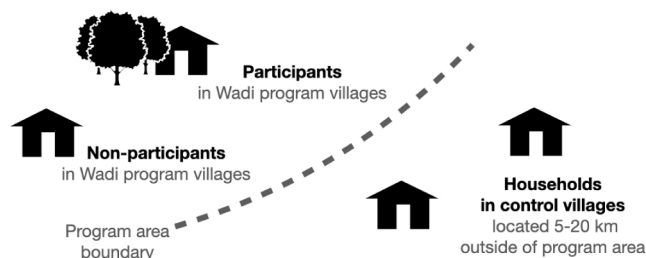 Participants
in Wadi program villages
Non-participants
in Wadi program villages
Program area
boundary
Households
in control villages
located 5-20 km
outside of program area